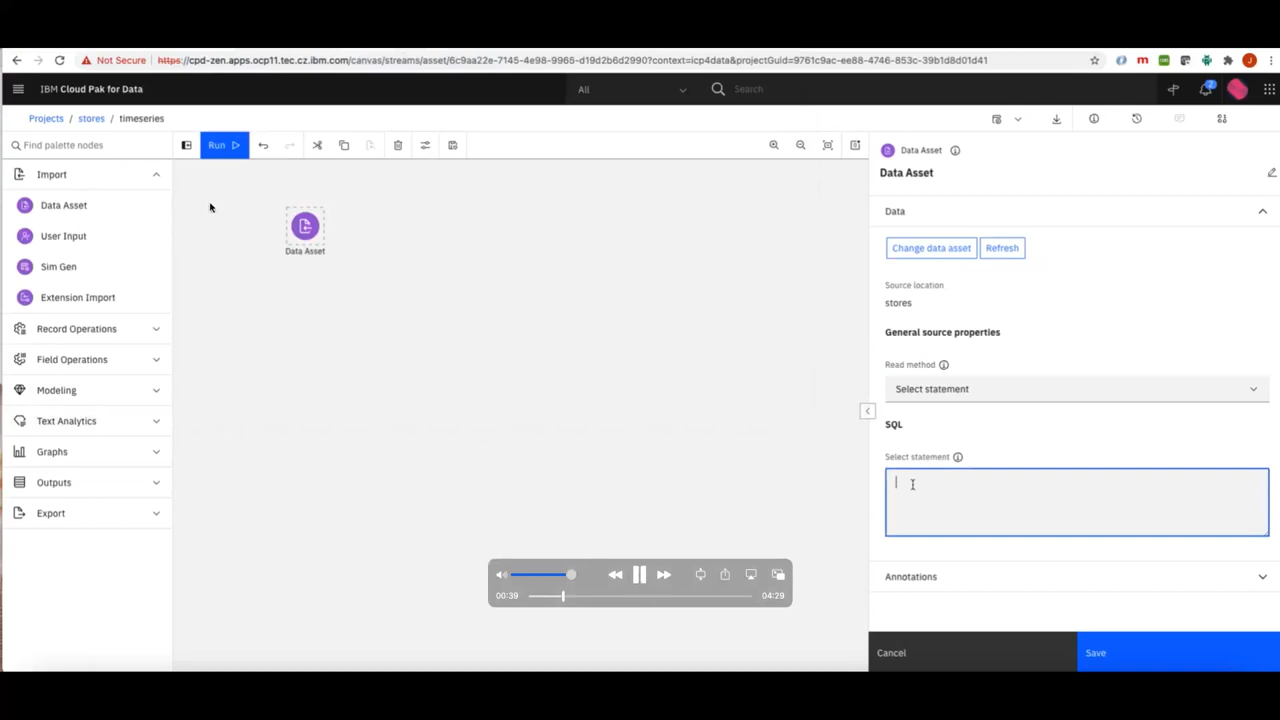 Not Secure https://cpd-zen.apps.ocp11.tec.cz.ibm.com/canvas/streams/asset/6c9aa22e-7145-4e98-9965-d19d2b6d2990?context=icp4data&projectGuid=9761c9ac-ee88-4746-853c-39b1d8d01d41
IBM Cloud Pak for Data
All
Search
2
Projects / stores / timeseries
Find palette nodes
Run
Data Asset
Data Asset
Import
Data Asset
User Input
Sim Gen
Extension Import
Record Operations
Field Operations
Modeling
Text Analytics
Graphs
Outputs
Export
Data Asset
Data
Change data asset
Refresh
Source location
stores
General source properties
Read method
Select statement
SQL
Select statement
Annotations
00:39
04:29
Cancel
Save